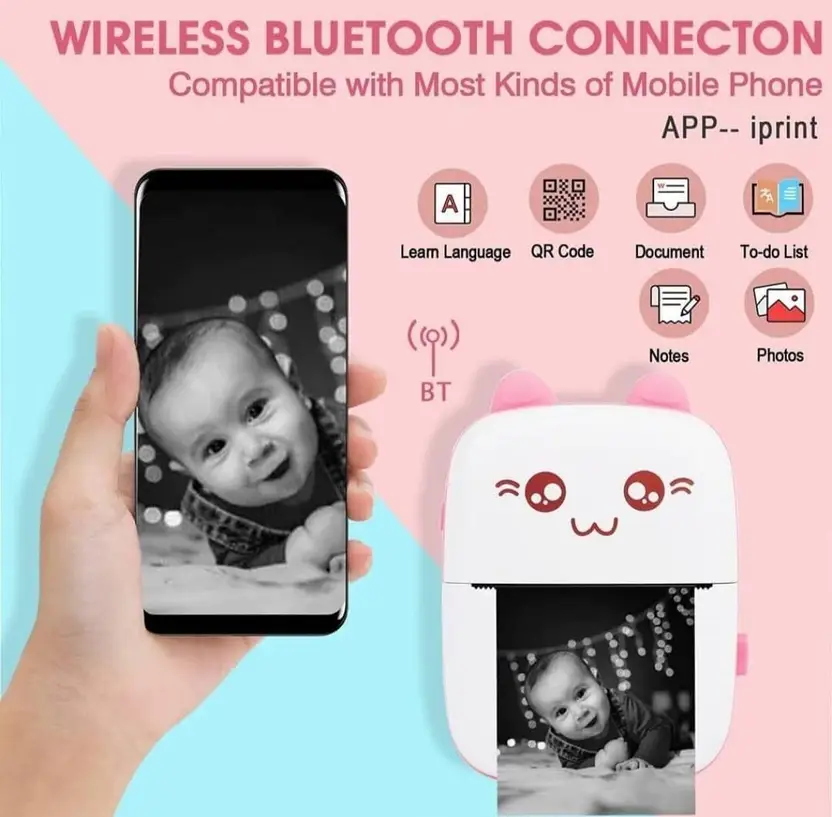 WIRELESS BLUETOOTH CONNECTON
Compatible with Most Kinds of Mobile Phone
APP-- iprint
Learn Language
QR Code
Document
To-do List
Notes
Photos
BT